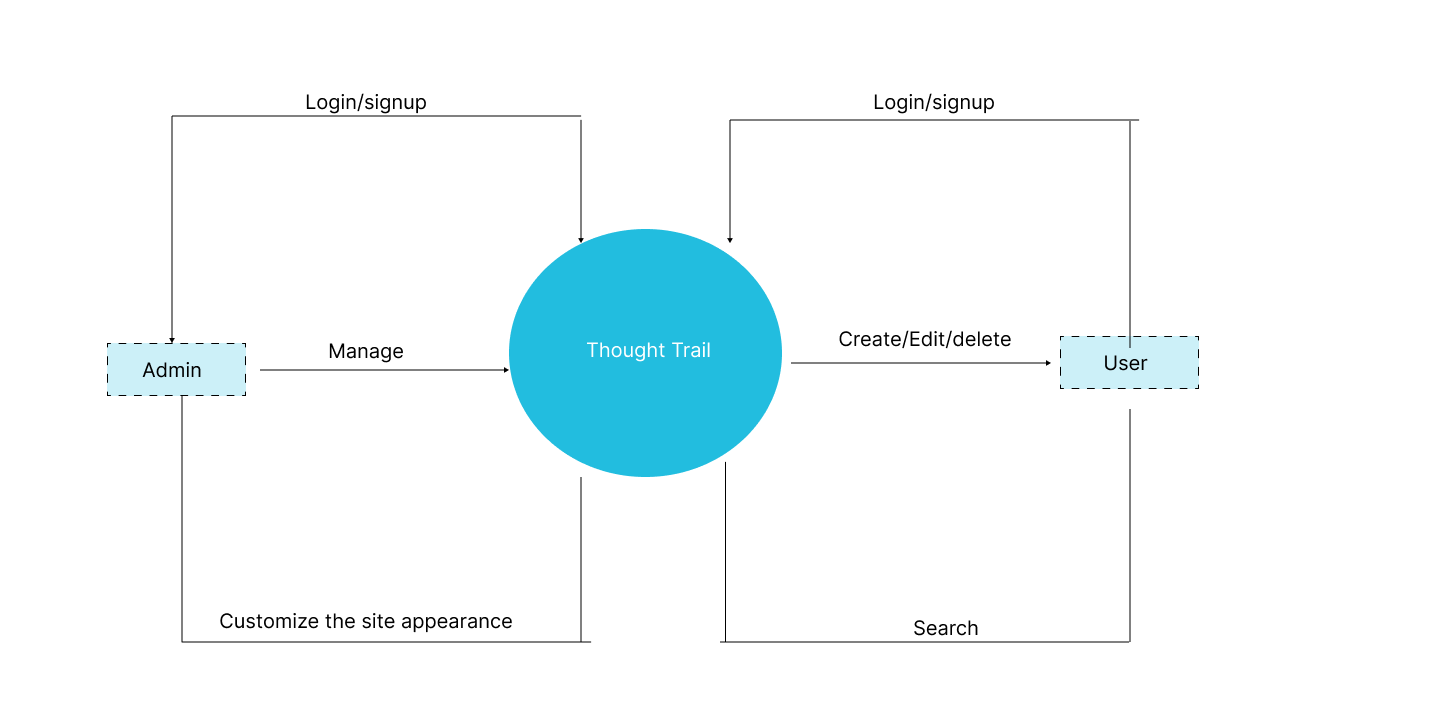 Login/signup
Login/signup
Admin
Manage
Thought Trail
Create/Edit/delete
User
Customize the site appearance
Search